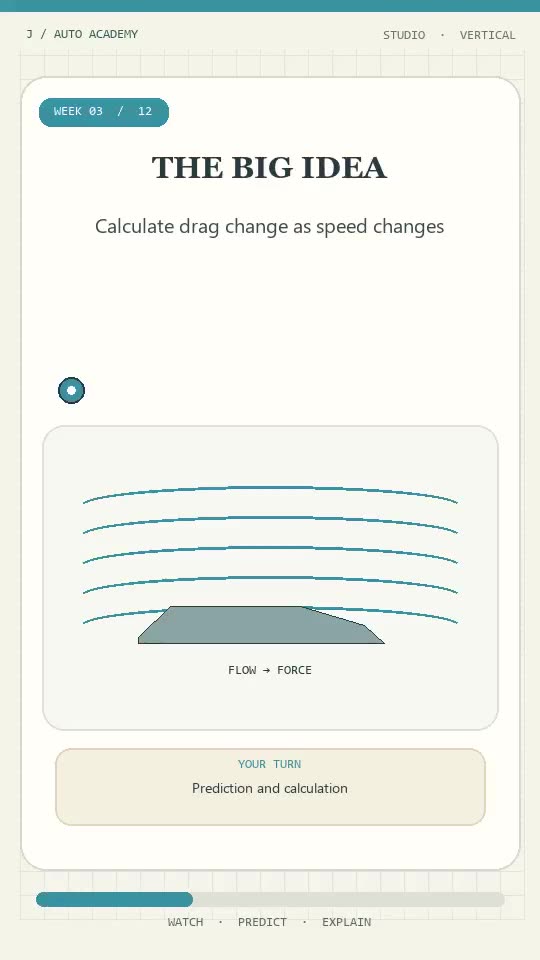 J / AUTO ACADEMY
STUDIO · VERTICAL
WEEK 03 / 12
THE BIG IDEA
Calculate drag change as speed changes
FLOW → FORCE
YOUR TURN
Prediction and calculation
WATCH · PREDICT · EXPLAIN